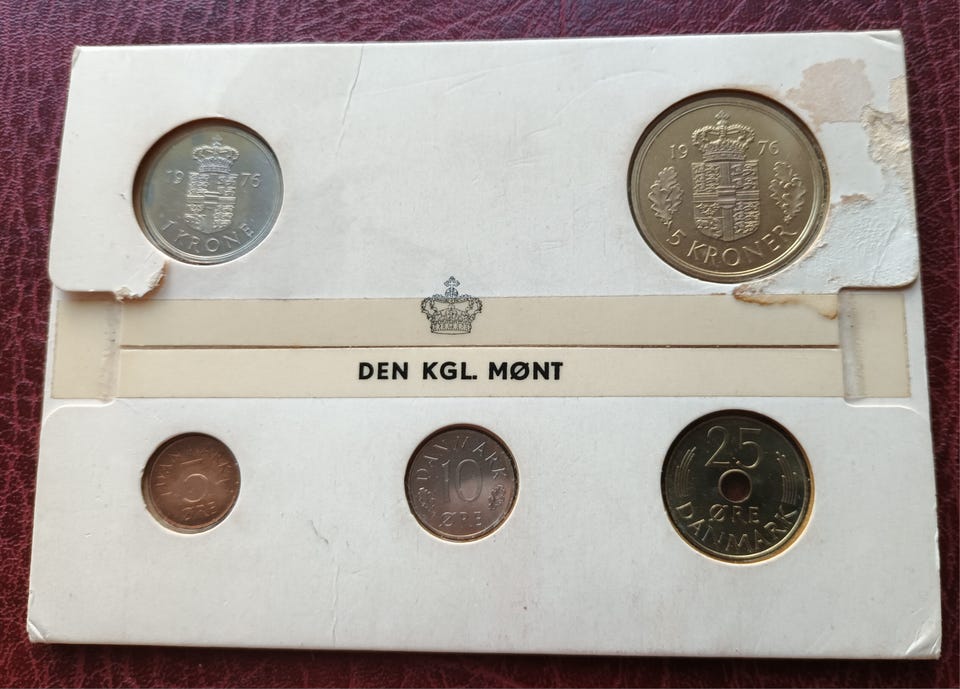 19 76
1 KRONE
19 76
5 KRONER
DEN KGL. MØNT
DANMARK
5
ØRE
DANMARK
10
ØRE
25
ØRE
DANMARK